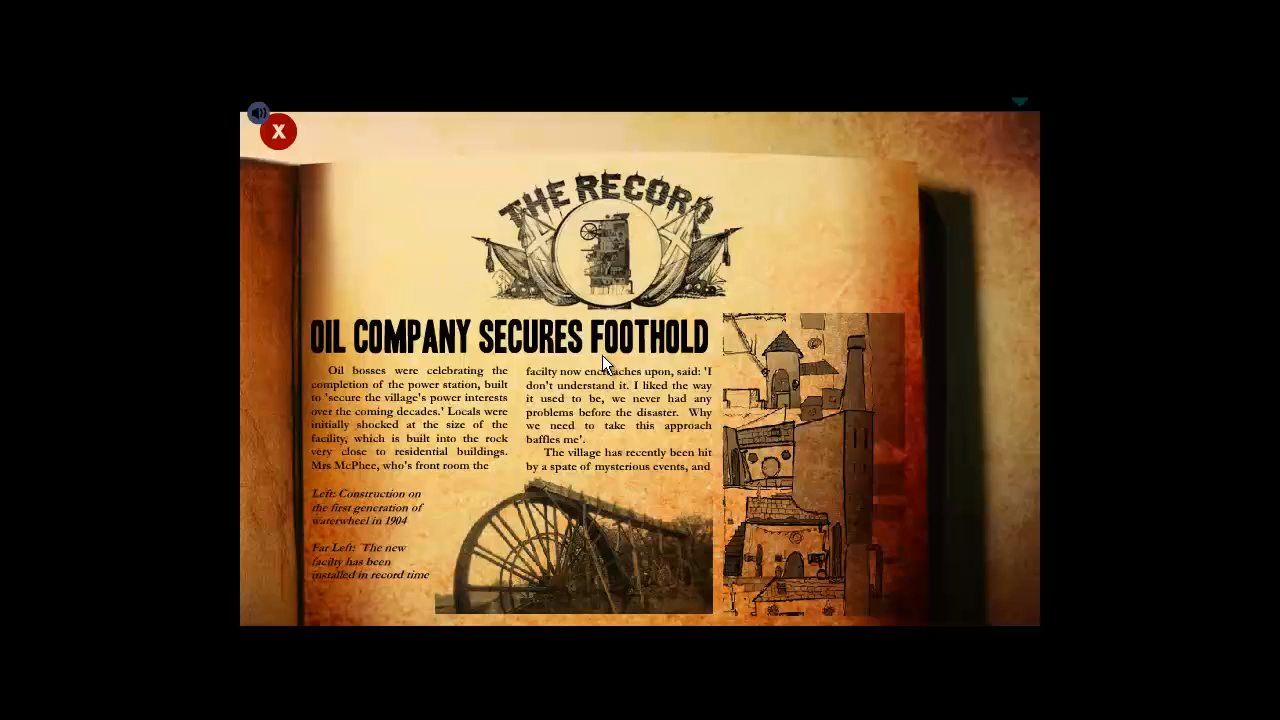 X
THE RECORD
OIL COMPANY SECURES FOOTHOLD
Oil bosses were celebrating the
completion of the power station, built
to 'secure the village's power interests
over the coming decades.' Locals were
initially shocked at the size of the
facility, which is built into the rock
very close to residential buildings.
Mrs McPhee, who's front room the
facilty now encroaches upon, said: 'I
don't understand it. I liked the way
it used to be, we never had any
problems before the disaster. Why
we need to take this approach
baffles me'.
The village has recently been hit
by a spate of mysterious events, and
Left: Construction on
the first generation of
waterwheel in 1904
Far Left: The new
facilty has been
installed in record time